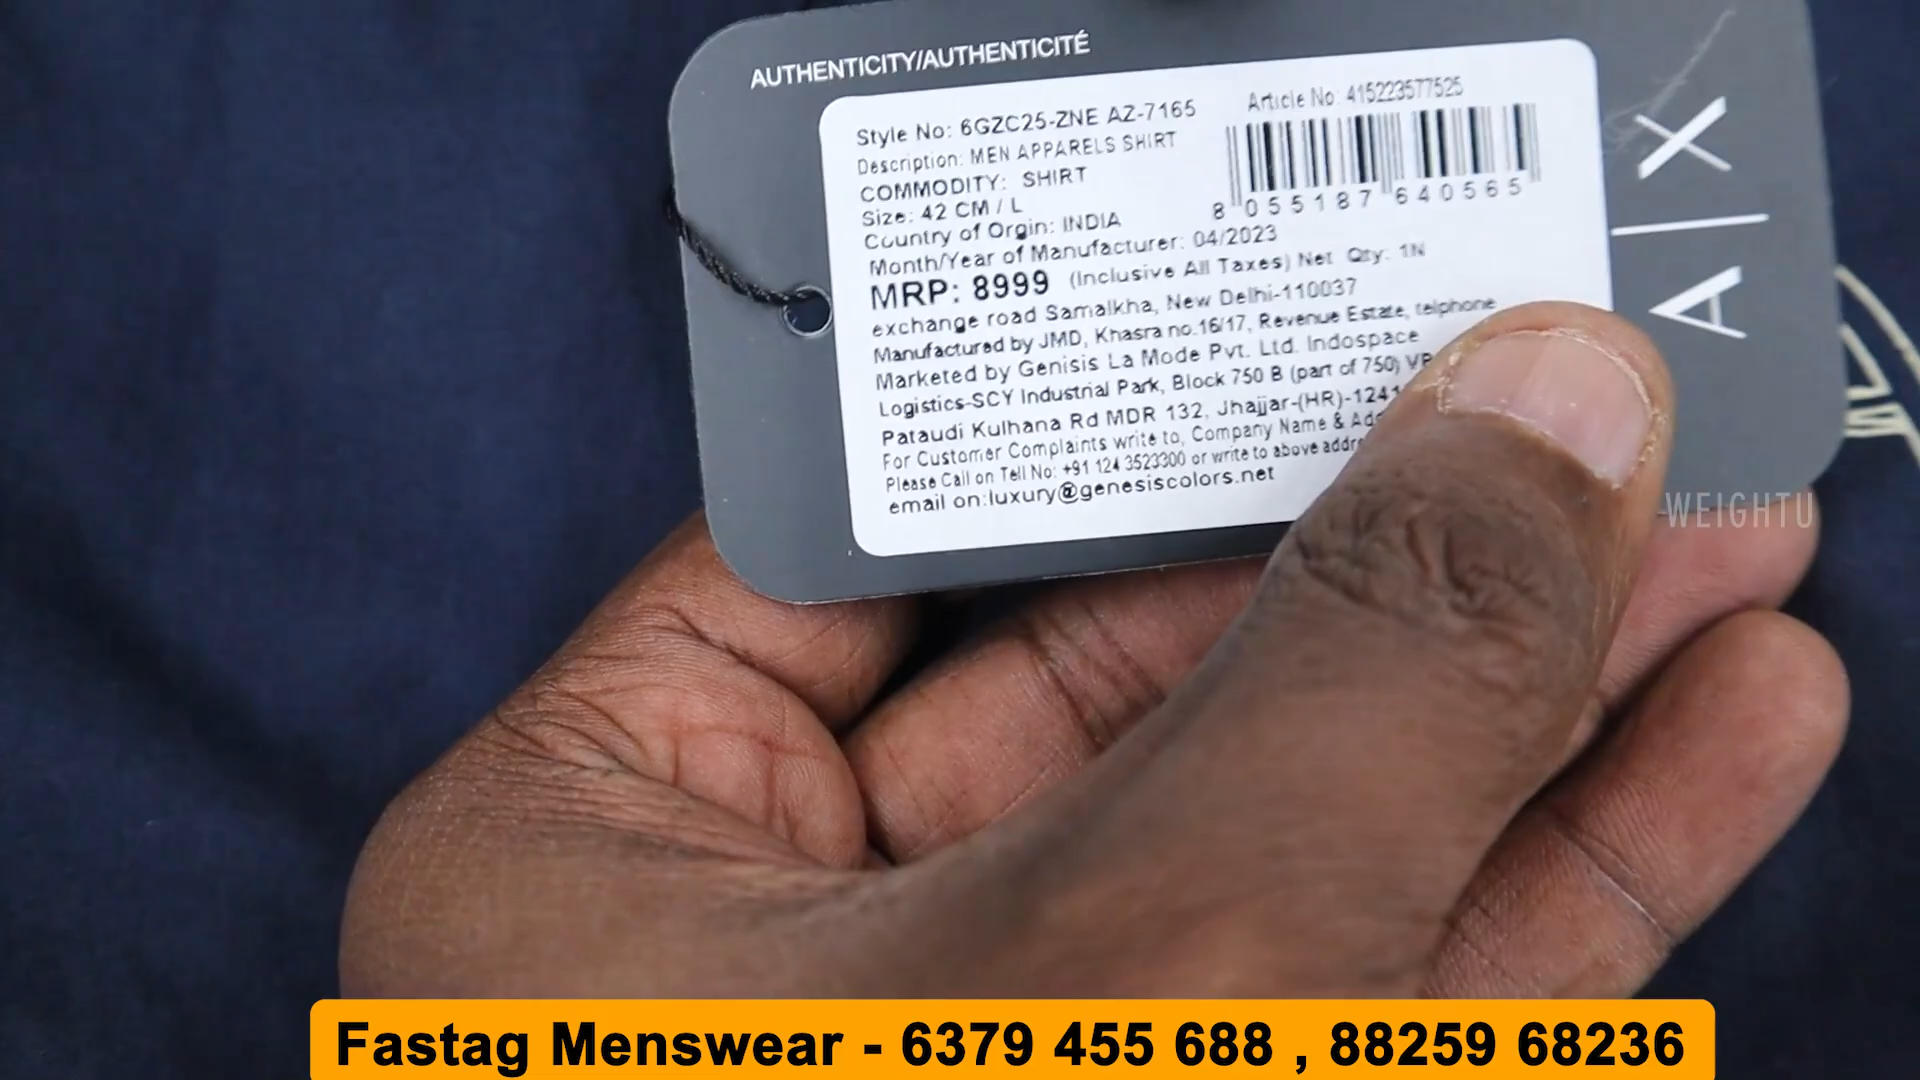 AUTHENTICITY/AUTHENTICITÉ
Style No: 6GZC25-ZNE AZ-7165
Description: MEN APPARELS SHIRT
COMMODITY: SHIRT
Size: 42 CM / L
Country of Orgin: INDIA
Month/Year of Manufacturer: 04/2023
MRP: 8999 (Inclusive All Taxes) Net Qty: 1N
exchange road Samalkha, New Delhi-110037
Manufactured by JMD, Khasra no.16/17, Revenue Estate, telphone
Marketed by Genisis La Mode Pvt. Ltd. Indospace
Logistics-SCY Industrial Park, Block 750 B (part of 750)
Pataudi Kulhana Rd MDR 132, Jhajjar-(HR)-1241
For Customer Complaints write to, Company Name &
Please Call on Tell No: +91 124 3523300 or write to above
email on:luxury@genesiscolors.net
Article No: 415223577525
8 055187 640565
A|X
WEIGHTU
Fastag Menswear - 6379 455 688 , 88259 68236